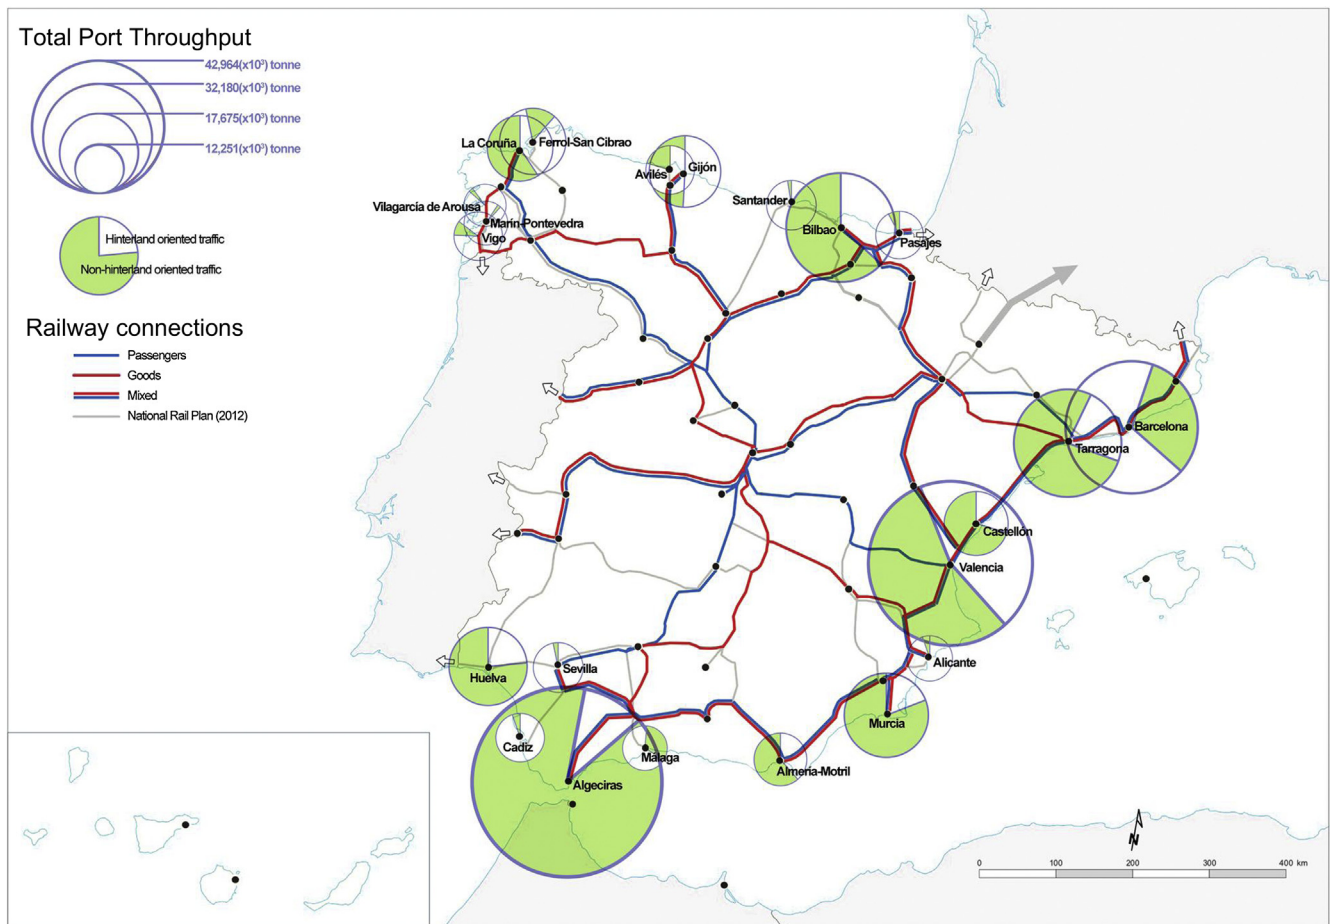 Total Port Throughput
42,964(x10³) tonne
32,180(x10³) tonne
17,675(x10³) tonne
12,251(x10³) tonne
Hinterland oriented traffic
Non-hinterland oriented traffic
Railway connections
Passengers
Goods
Mixed
National Rail Plan (2012)
La Coruña
Ferrol-San Cibrao
Avilés
Gijón
Santander
Vilagarcía de Arousa
Marín-Pontevedra
Vigo
Bilbao
Pasajes
Barcelona
Tarragona
Castellón
Valencia
Alicante
Huelva
Sevilla
Murcia
Cadiz
Málaga
Almería-Motril
Algeciras
N
0 100 200 300 400 km